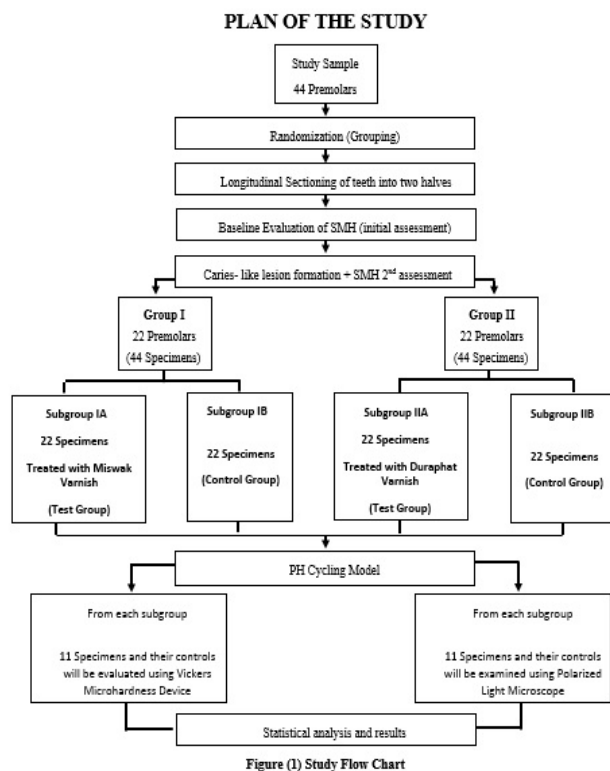 PLAN OF THE STUDY
Study Sample
44 Premolars
Randomization (Grouping)
Longitudinal Sectioning of teeth into two halves
Baseline Evaluation of SMH (initial assessment)
Caries- like lesion formation + SMH 2nd assessment
Group I
22 Premolars
(44 Specimens)
Group II
22 Premolars
(44 Specimens)
Subgroup IA
22 Specimens
Treated with Miswak
Varnish
(Test Group)
Subgroup IB
22 Specimens
(Control Group)
Subgroup IIA
22 Specimens
Treated with Duraphat
Varnish
(Test Group)
Subgroup IIB
22 Specimens
(Control Group)
PH Cycling Model
From each subgroup
11 Specimens and their controls
will be evaluated using Vickers
Microhardness Device
From each subgroup
11 Specimens and their controls
will be examined using Polarized
Light Microscope
Statistical analysis and results
Figure (1) Study Flow Chart